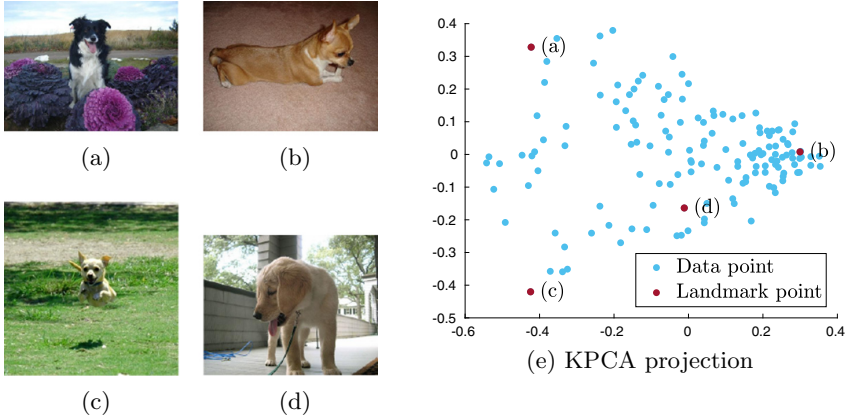 (a)
(b)
(c)
(d)
0.4
0.3
0.2
0.1
0
-0.1
-0.2
-0.3
-0.4
-0.5
-0.6
-0.4
-0.2
0
0.2
0.4
(a)
(b)
(d)
(c)
Data point
Landmark point
(e) KPCA projection